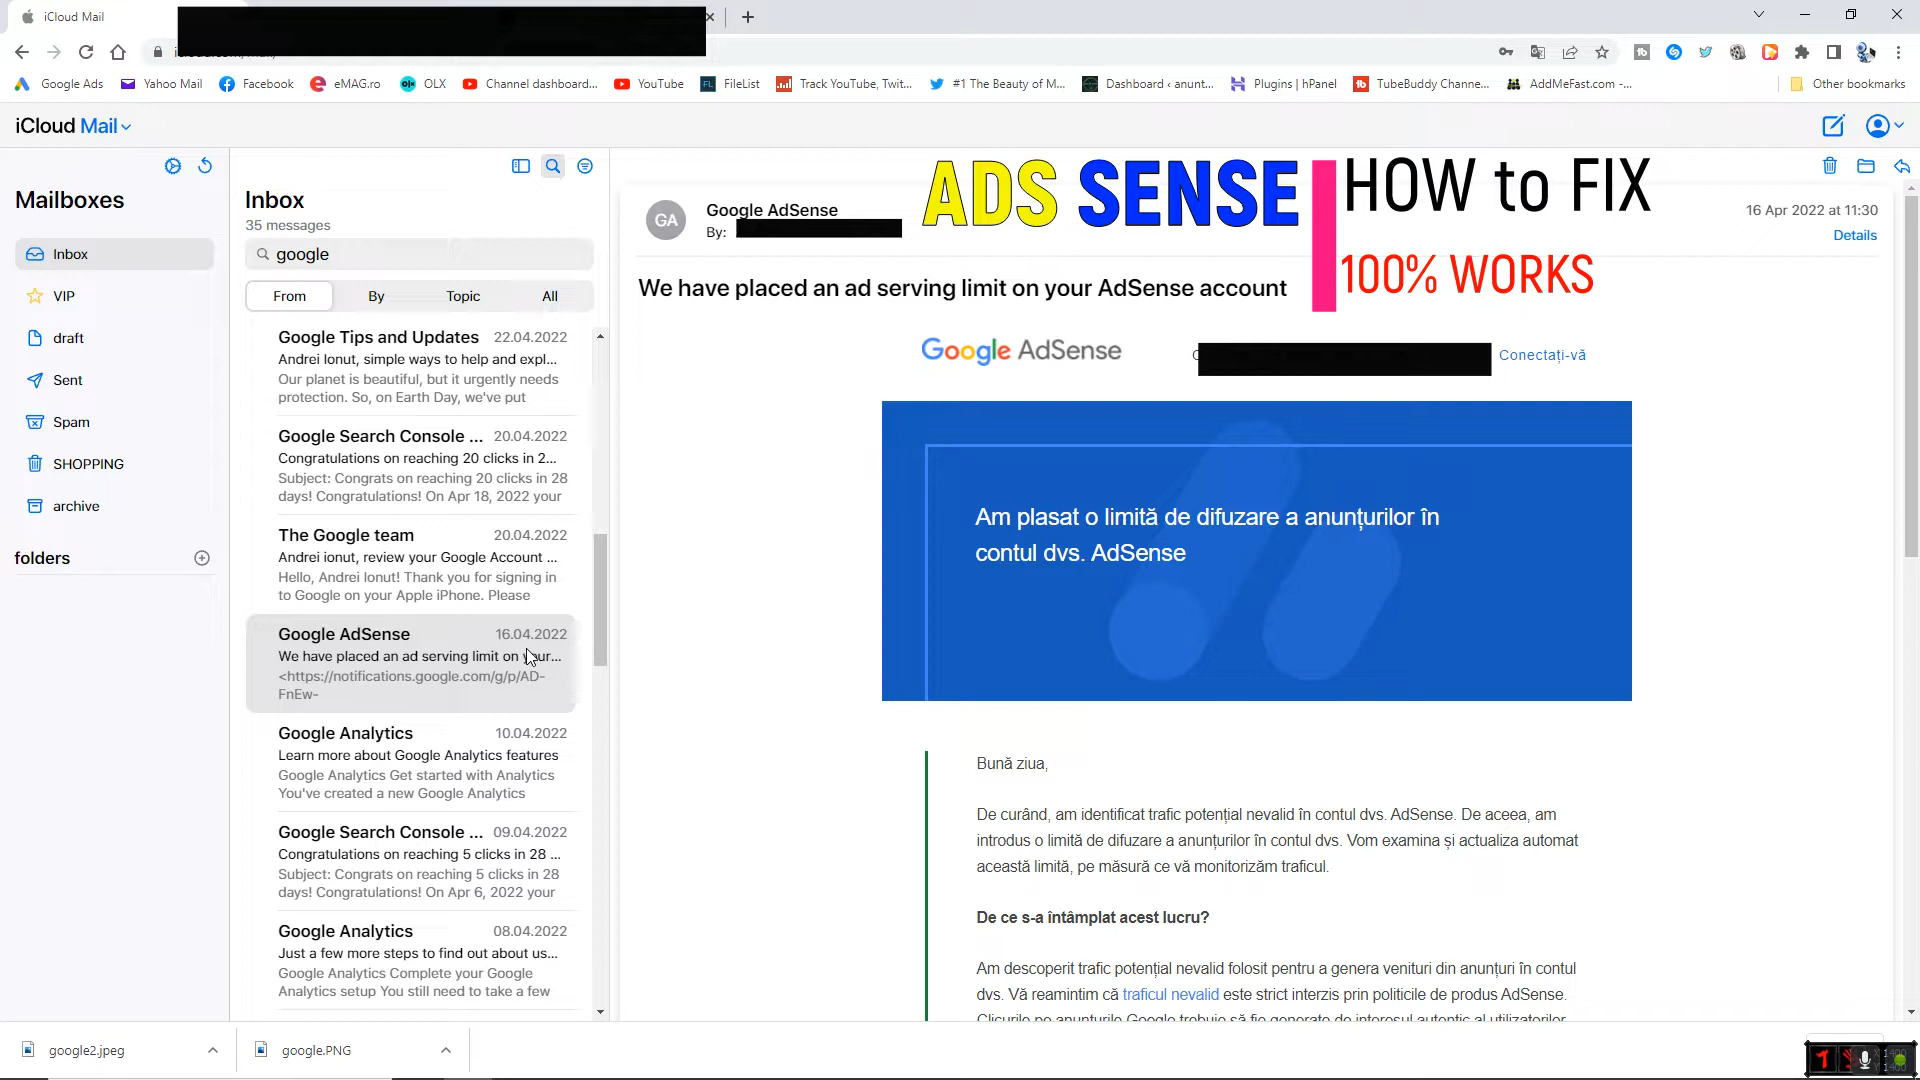 iCloud Mail
Google Ads
Yahoo Mail
Facebook
eMAG.ro
OLX
Channel dashboard...
YouTube
FileList
Track YouTube, Twit...
#1 The Beauty of M...
Dashboard ‹ anunt...
Plugins | hPanel
TubeBuddy Channe...
AddMeFast.com -...
Other bookmarks
iCloud Mail
Mailboxes
Inbox
VIP
draft
Sent
Spam
SHOPPING
archive
folders
Inbox
35 messages
google
From
By
Topic
All
Google Tips and Updates 22.04.2022
Andrei Ionut, simple ways to help and expl...
Our planet is beautiful, but it urgently needs
protection. So, on Earth Day, we've put
Google Search Console ... 20.04.2022
Congratulations on reaching 20 clicks in 2...
Subject: Congrats on reaching 20 clicks in 28
days! Congratulations! On Apr 18, 2022 your
The Google team 20.04.2022
Andrei ionut, review your Google Account ...
Hello, Andrei Ionut! Thank you for signing in
to Google on your Apple iPhone. Please
Google AdSense 16.04.2022
We have placed an ad serving limit on your...
<https://notifications.google.com/g/p/AD-
FnEw-
Google Analytics 10.04.2022
Learn more about Google Analytics features
Google Analytics Get started with Analytics
You've created a new Google Analytics
Google Search Console ... 09.04.2022
Congratulations on reaching 5 clicks in 28 ...
Subject: Congrats on reaching 5 clicks in 28
days! Congratulations! On Apr 6, 2022 your
Google Analytics 08.04.2022
Just a few more steps to find out about us...
Google Analytics Complete your Google
Analytics setup You still need to take a few
GA
Google AdSense
By:
ADS SENSE
HOW to FIX
100% WORKS
16 Apr 2022 at 11:30
Details
We have placed an ad serving limit on your AdSense account
Google AdSense
Conectați-vă
Am plasat o limită de difuzare a anunțurilor în
contul dvs. AdSense
Bună ziua,
De curând, am identificat trafic potențial nevalid în contul dvs. AdSense. De aceea, am
introdus o limită de difuzare a anunțurilor în contul dvs. Vom examina și actualiza automat
această limită, pe măsură ce vă monitorizăm traficul.
De ce s-a întâmplat acest lucru?
Am descoperit trafic potențial nevalid folosit pentru a genera venituri din anunțuri în contul
dvs. Vă reamintim că traficul nevalid este strict interzis prin politicile de produs AdSense.
Clicurile pe anunțurile Google trebuie să fie generate de interesul autentic al utilizatorilor.
google2.jpeg
google.PNG